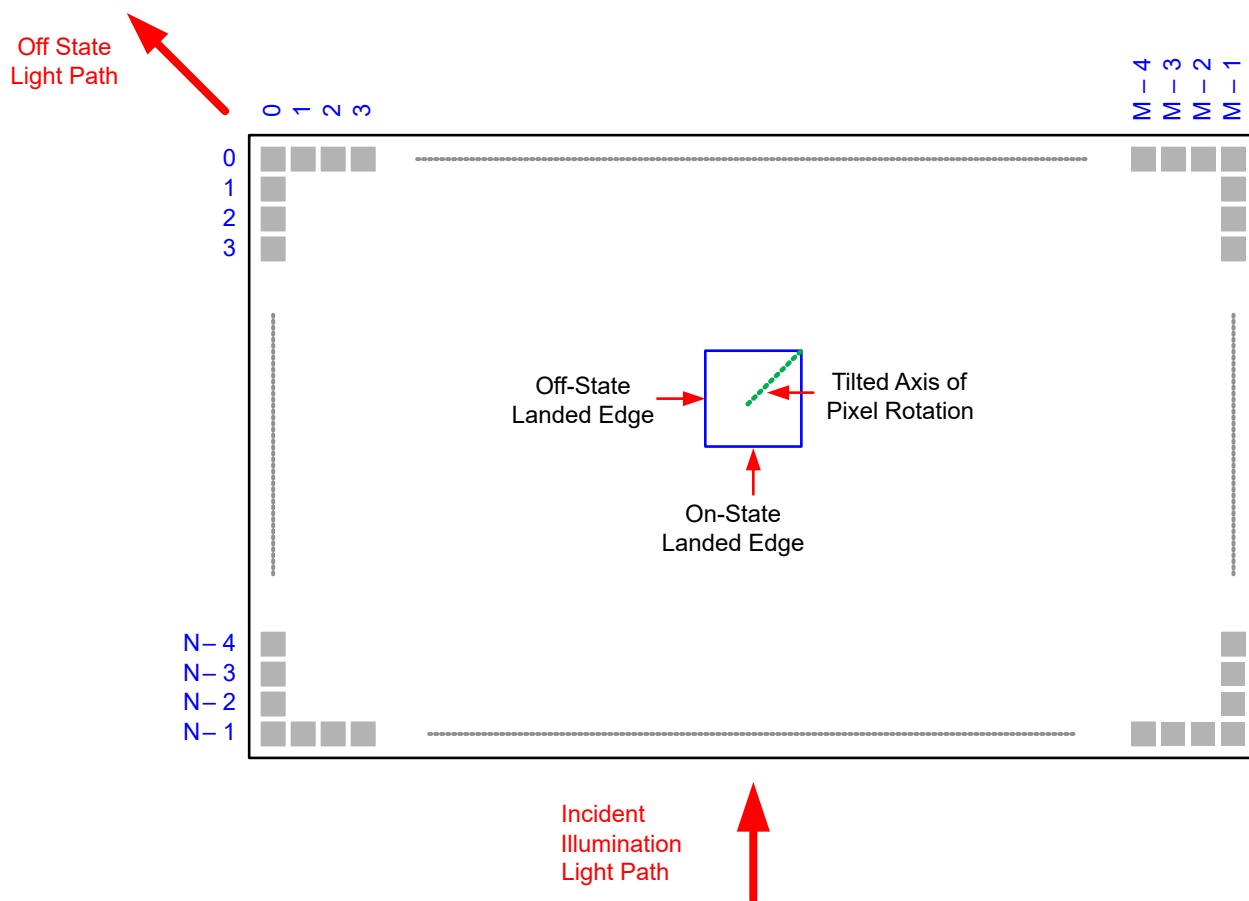 Off State
Light Path
0
1
2
3
M – 4
M – 3
M – 2
M – 1
0
1
2
3
Off-State
Landed Edge
Tilted Axis of
Pixel Rotation
On-State
Landed Edge
N – 4
N – 3
N – 2
N – 1
Incident
Illumination
Light Path